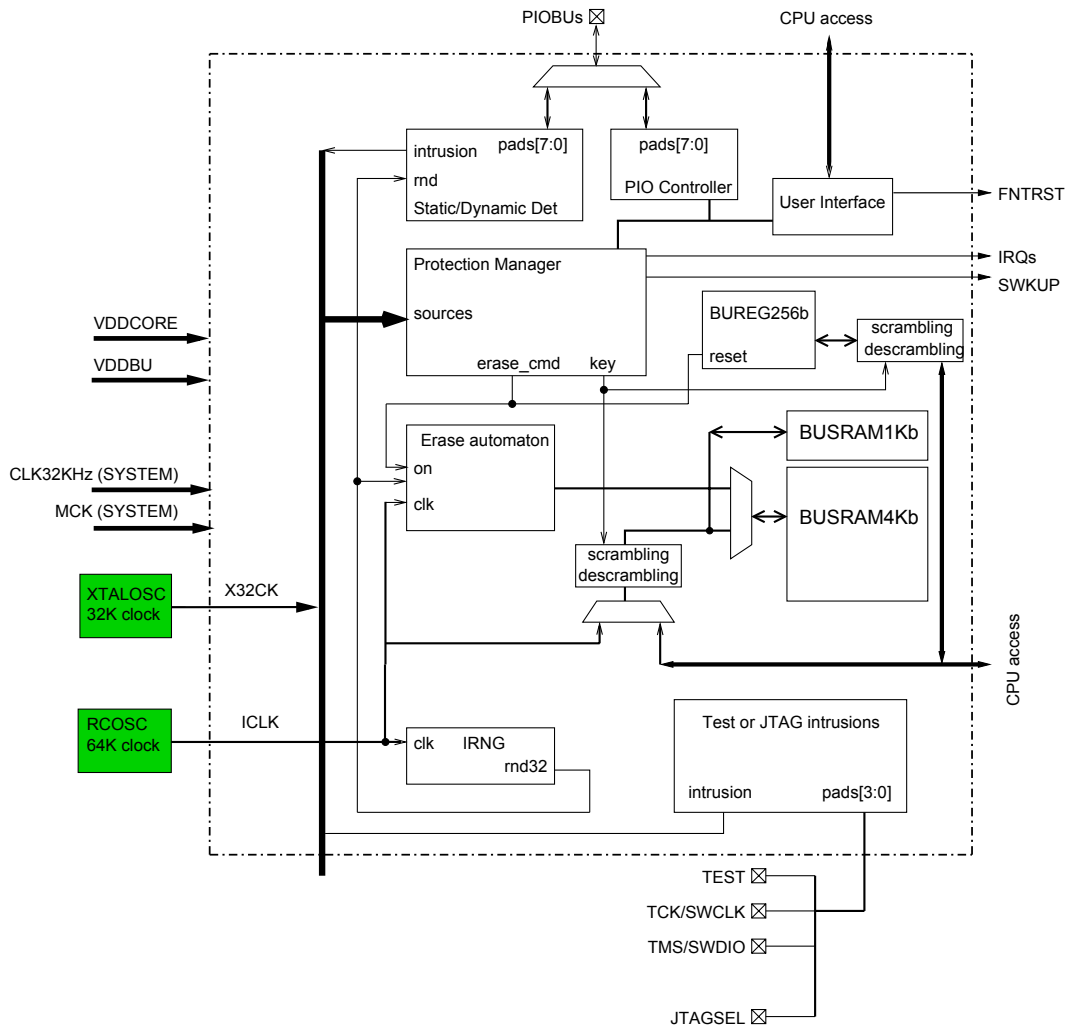 PIOBUs
CPU access
intrusion
pads[7:0]
rnd
Static/Dynamic Det
pads[7:0]
PIO Controller
User Interface
FNTRST
Protection Manager
sources
erase_cmd
key
IRQs
SWKUP
VDDCORE
VDDBU
BUREG256b
reset
scrambling
descrambling
Erase automaton
on
clk
BUSRAM1Kb
BUSRAM4Kb
CLK32KHz (SYSTEM)
MCK (SYSTEM)
scrambling
descrambling
XTALOSC
32K clock
X32CK
CPU access
RCOSC
64K clock
ICLK
clk
IRNG
rnd32
Test or JTAG intrusions
intrusion
pads[3:0]
TEST
TCK/SWCLK
TMS/SWDIO
JTAGSEL